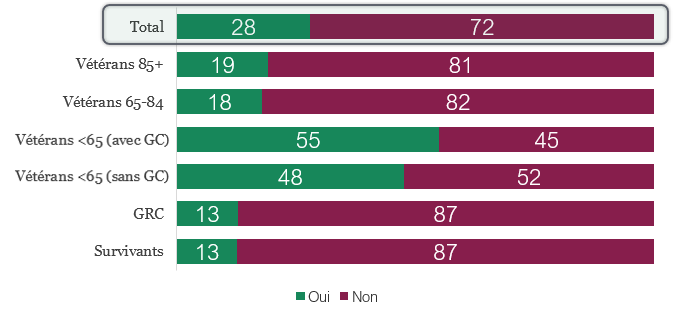 Total 28 72
Vétérans 85+ 19 81
Vétérans 65-84 18 82
Vétérans <65 (avec GC) 55 45
Vétérans <65 (sans GC) 48 52
GRC 13 87
Survivants 13 87
Oui Non